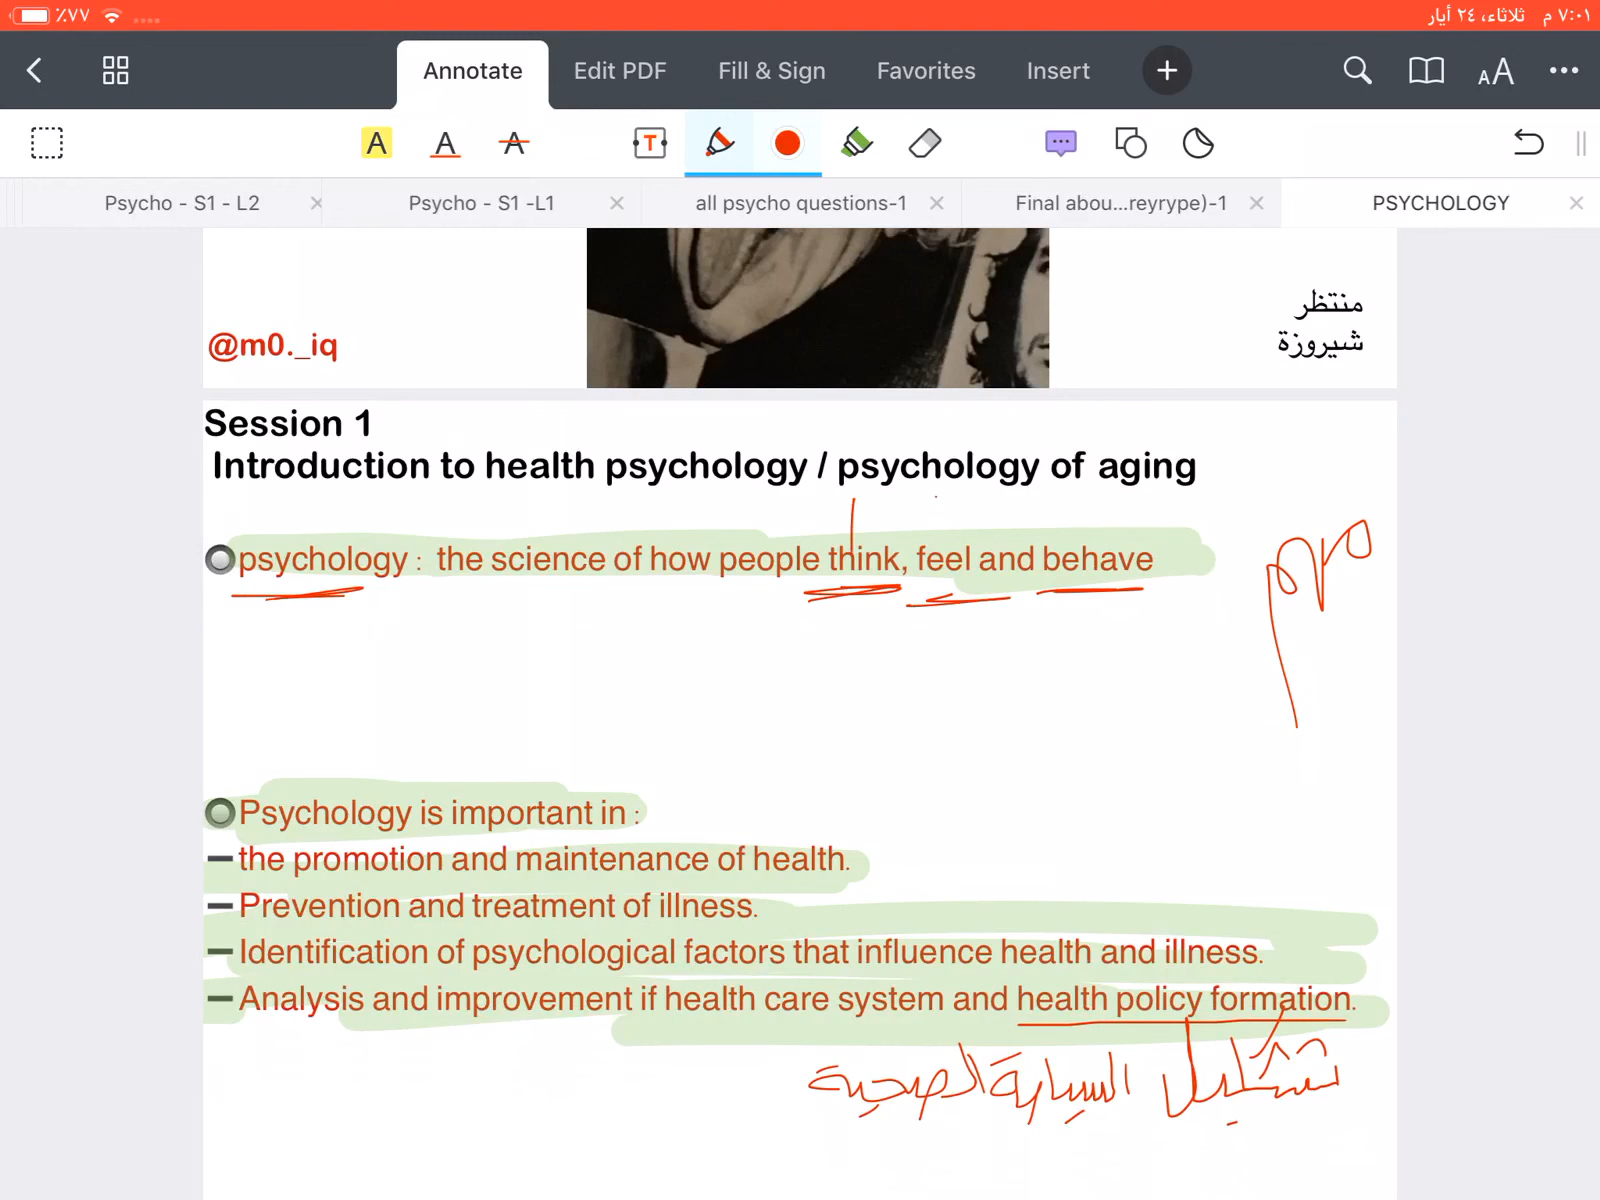 ٪٧٧
٧:٠١ م ثلاثاء، ٢٤ أيار
Annotate Edit PDF Fill & Sign Favorites Insert
Psycho - S1 - L2 Psycho - S1 -L1 all psycho questions-1 Final abou...reyrype)-1 PSYCHOLOGY
منتظر
شيروزة
@m0._iq
Session 1
Introduction to health psychology / psychology of aging
psychology : the science of how people think, feel and behave
Psychology is important in :
the promotion and maintenance of health.
Prevention and treatment of illness.
Identification of psychological factors that influence health and illness.
Analysis and improvement if health care system and health policy formation.
تشكيل السياسة الصحية